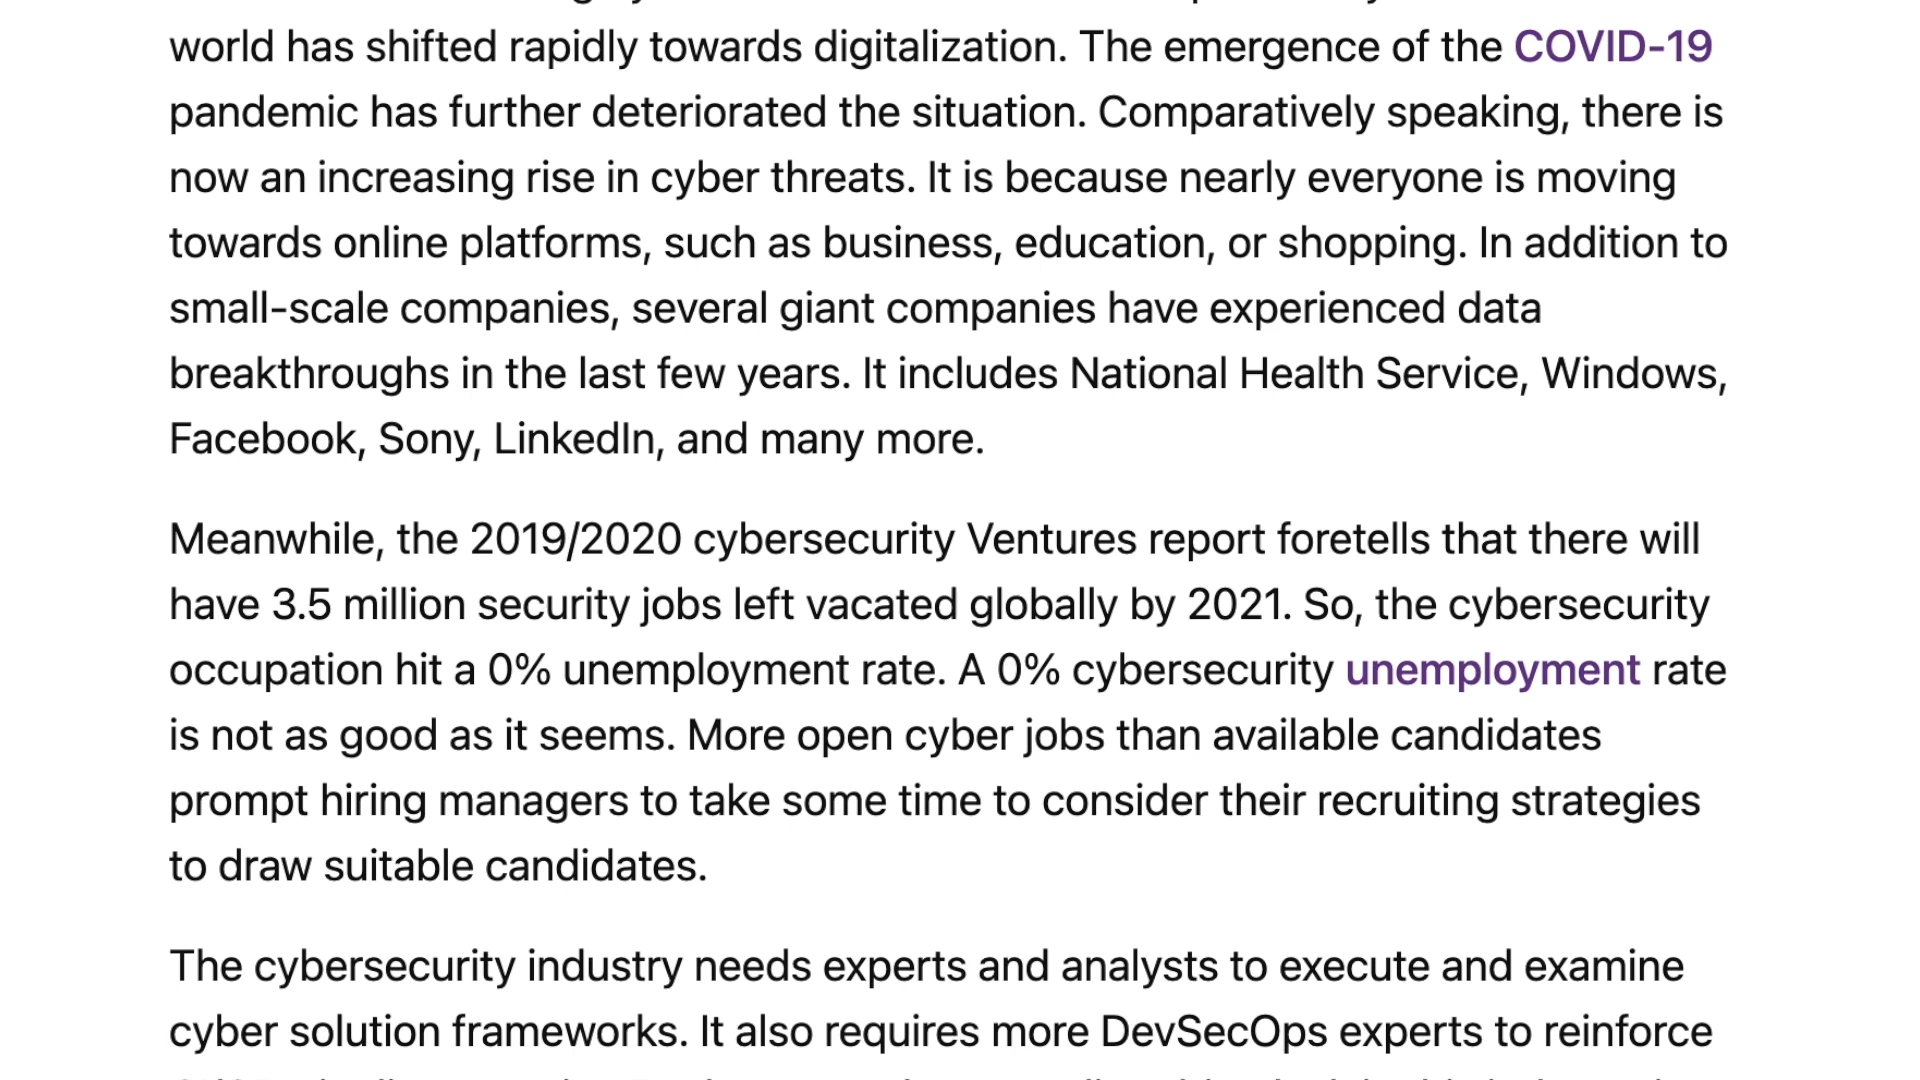 world has shifted rapidly towards digitalization. The emergence of the COVID-19
pandemic has further deteriorated the situation. Comparatively speaking, there is
now an increasing rise in cyber threats. It is because nearly everyone is moving
towards online platforms, such as business, education, or shopping. In addition to
small-scale companies, several giant companies have experienced data
breakthroughs in the last few years. It includes National Health Service, Windows,
Facebook, Sony, LinkedIn, and many more.
Meanwhile, the 2019/2020 cybersecurity Ventures report foretells that there will
have 3.5 million security jobs left vacated globally by 2021. So, the cybersecurity
occupation hit a 0% unemployment rate. A 0% cybersecurity unemployment rate
is not as good as it seems. More open cyber jobs than available candidates
prompt hiring managers to take some time to consider their recruiting strategies
to draw suitable candidates.
The cybersecurity industry needs experts and analysts to execute and examine
cyber solution frameworks. It also requires more DevSecOps experts to reinforce